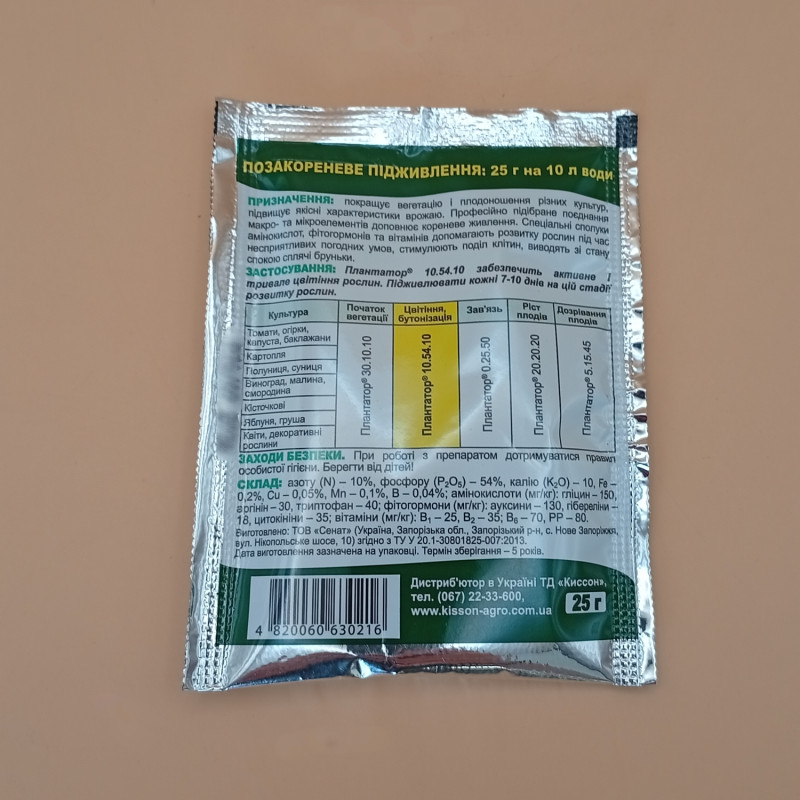 ПОЗАКОРЕНЕВЕ ПІДЖИВЛЕННЯ: 25 г на 10 л води
ПРИЗНАЧЕННЯ: покращує вегетацію і плодоношення різних культур,
підвищує якісні характеристики врожаю. Професійно підібране поєднання
макро- та мікроелементів доповнює кореневе живлення. Спеціальні сполуки
амінокислот, фітогормонів та вітамінів допомагають розвитку рослин під час
несприятливих погодних умов, стимулюють поділ клітин, виводять зі стану
спокою сплячі бруньки.
ЗАСТОСУВАННЯ: Плантатор® 10.54.10 забезпечить активне і
тривале цвітіння рослин. Підживлювати кожні 7-10 днів на цій стадії
розвитку рослин.
Культура
Початок вегетації
Цвітіння, бутонізація
Зав'язь
Ріст плодів
Дозрівання плодів
Томати, огірки,
капуста, баклажани
Картопля
Полуниця, суниця
Виноград, малина,
смородина
Кісточкові
Яблуня, груша
Квіти, декоративні
рослини
Плантатор® 30.10.10
Плантатор® 10.54.10
Плантатор® 0.25.50
Плантатор® 20.20.20
Плантатор® 5.15.45
ЗАХОДИ БЕЗПЕКИ. При роботі з препаратом дотримуватися правил
особистої гігієни. Берегти від дітей!
СКЛАД: азоту (N) – 10%, фосфору (P₂O₅) – 54%, калію (K₂O) – 10, Fe –
0,2%, Cu – 0,05%, Mn – 0,1%, B – 0,04%; амінокислоти (мг/кг): гліцин – 150,
аргінін – 30, триптофан – 40; фітогормони (мг/кг): ауксини – 130, гібереліни –
18, цитокініни – 35; вітаміни (мг/кг): B₁ – 25, B₂ – 35; B₆ – 70, PP – 80.
Виготовлено: ТОВ «Сенат» (Україна, Запорізька обл., Запорізький р-н, с. Нове Запоріжжя,
вул. Нікопольське шосе, 10) згідно з ТУ У 20.1-30801825-007:2013.
Дата виготовлення зазначена на упаковці. Термін зберігання – 5 років.
Дистриб'ютор в Україні ТД «Киссон»,
тел. (067) 22-33-600,
www.kisson-agro.com.ua
25 г
4 820060 630216